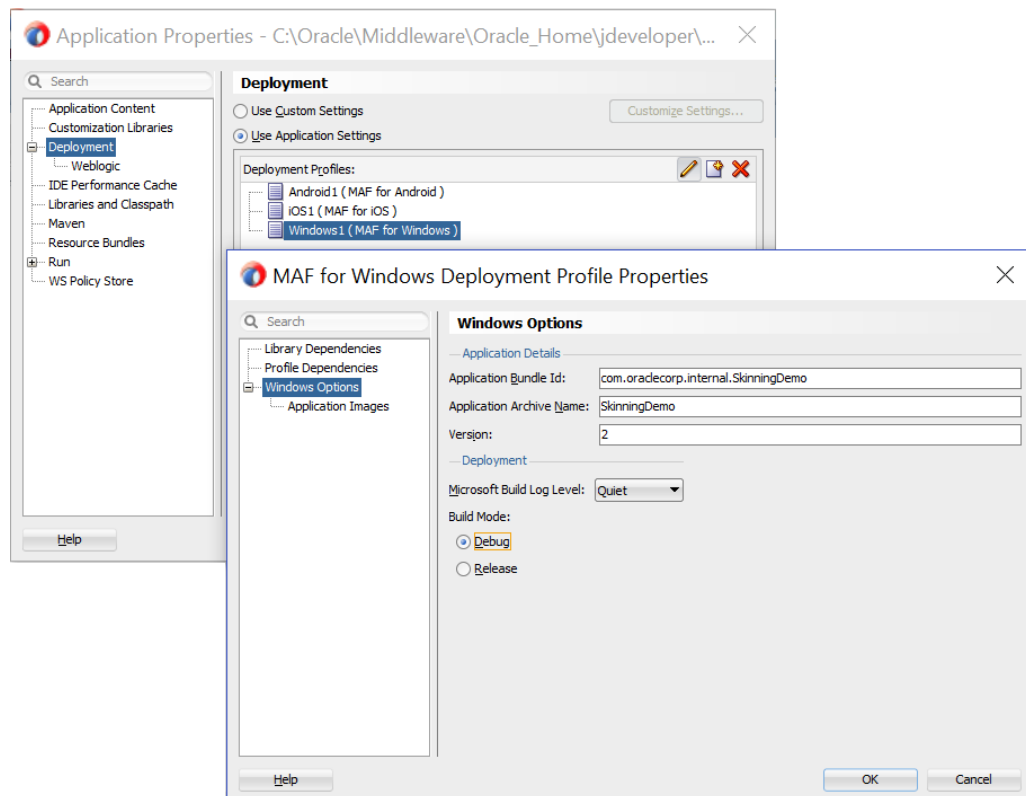 Application Properties - C:\Oracle\Middleware\Oracle_Home\jdeveloper\...
Search
Application Content
Customization Libraries
Deployment
Weblogic
IDE Performance Cache
Libraries and Classpath
Maven
Resource Bundles
Run
WS Policy Store
Help
Deployment
Use Custom Settings
Customize Settings...
Use Application Settings
Deployment Profiles:
Android1 ( MAF for Android )
iOS1 ( MAF for iOS )
Windows1 ( MAF for Windows )
MAF for Windows Deployment Profile Properties
Search
Library Dependencies
Profile Dependencies
Windows Options
Application Images
Help
Windows Options
Application Details
Application Bundle Id: com.oraclecorp.internal.SkinningDemo
Application Archive Name: SkinningDemo
Version: 2
Deployment
Microsoft Build Log Level: Quiet
Build Mode:
Debug
Release
OK Cancel